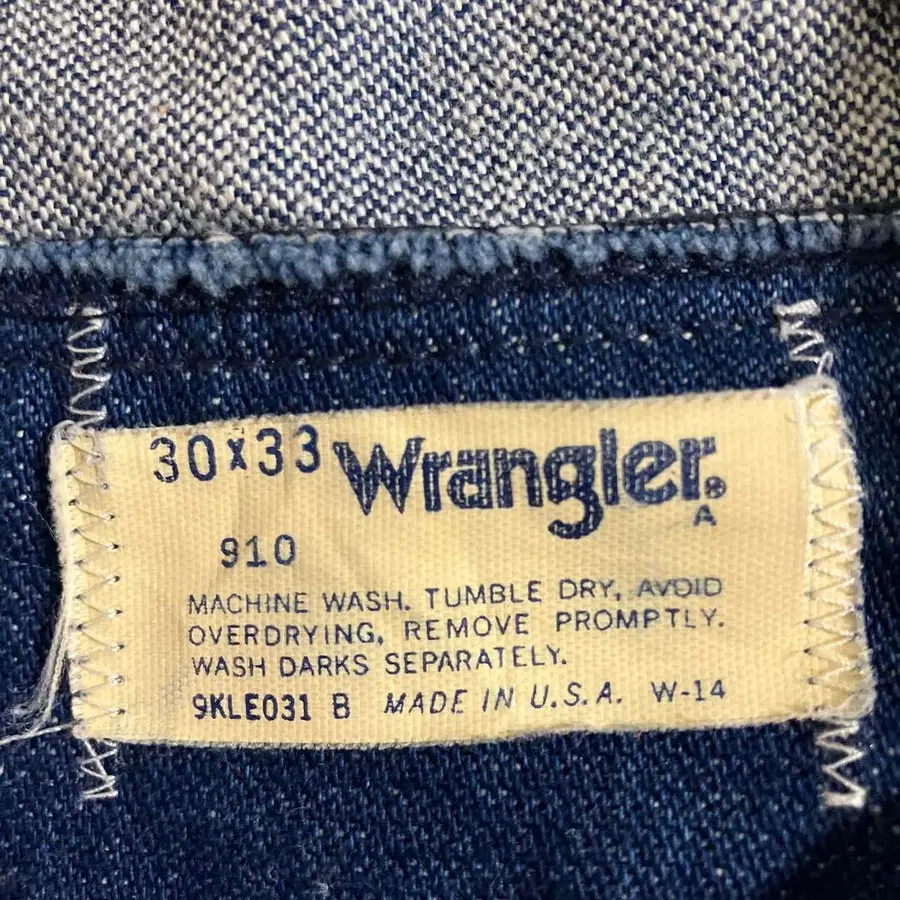 30x33 Wrangler®
A
910
MACHINE WASH. TUMBLE DRY, AVOID
OVERDRYING, REMOVE PROMPTLY.
WASH DARKS SEPARATELY.
9KLE031 B MADE IN U.S.A. W-14